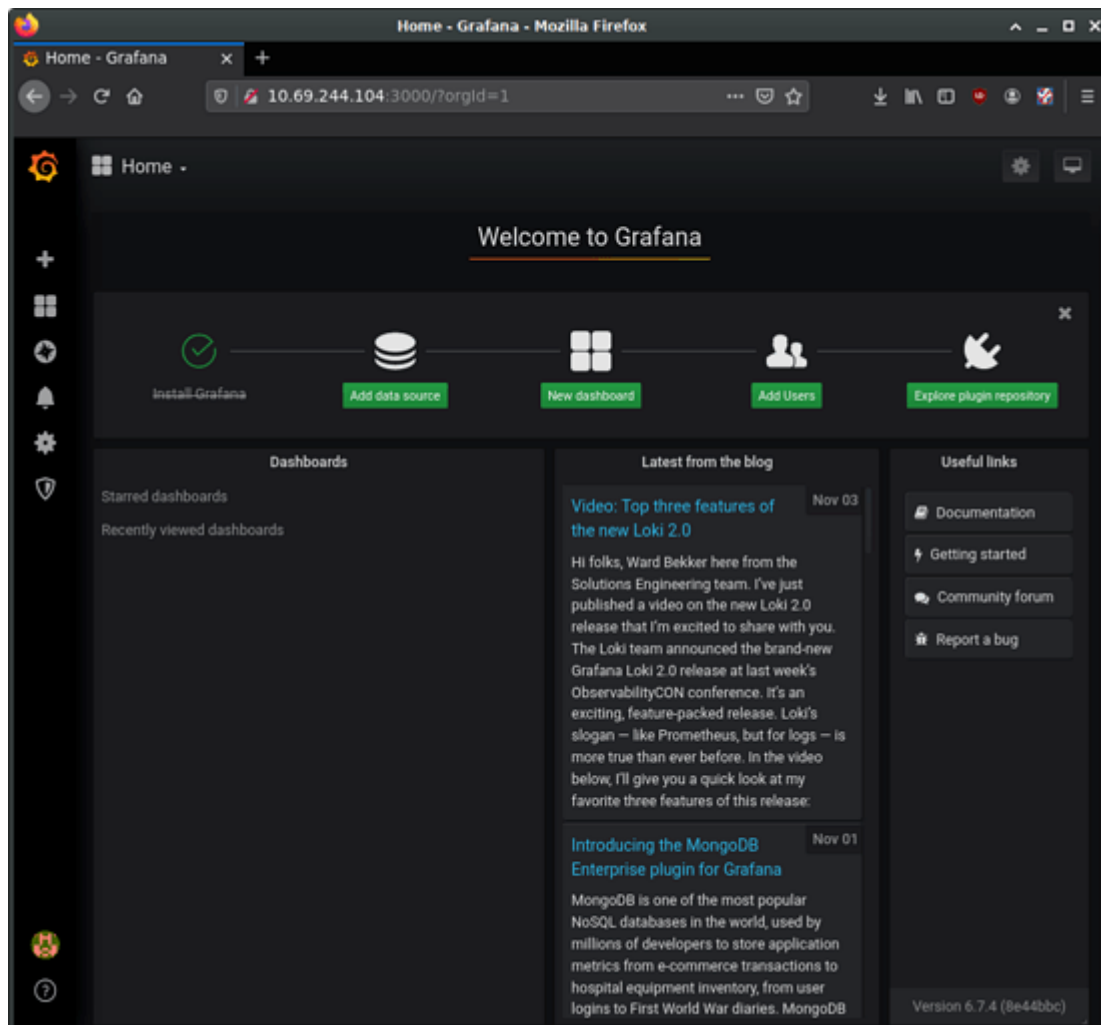 Home - Grafana - Mozilla Firefox
Home - Grafana
10.69.244.104:3000/?orgId=1
Home
Welcome to Grafana
Install Grafana
Add data source
New dashboard
Add Users
Explore plugin repository
Dashboards
Starred dashboards
Recently viewed dashboards
Latest from the blog
Video: Top three features of
the new Loki 2.0
Nov 03
Hi folks, Ward Bekker here from the
Solutions Engineering team. I've just
published a video on the new Loki 2.0
release that I'm excited to share with you.
The Loki team announced the brand-new
Grafana Loki 2.0 release at last week's
ObservabilityCON conference. It's an
exciting, feature-packed release. Loki's
slogan — like Prometheus, but for logs — is
more true than ever before. In the video
below, I'll give you a quick look at my
favorite three features of this release:
Introducing the MongoDB
Enterprise plugin for Grafana
Nov 01
MongoDB is one of the most popular
NoSQL databases in the world, used by
millions of developers to store application
metrics from e-commerce transactions to
hospital equipment inventory, from user
logins to First World War diaries. MongoDB
Useful links
Documentation
Getting started
Community forum
Report a bug
Version 6.7.4 (8e44bbc)